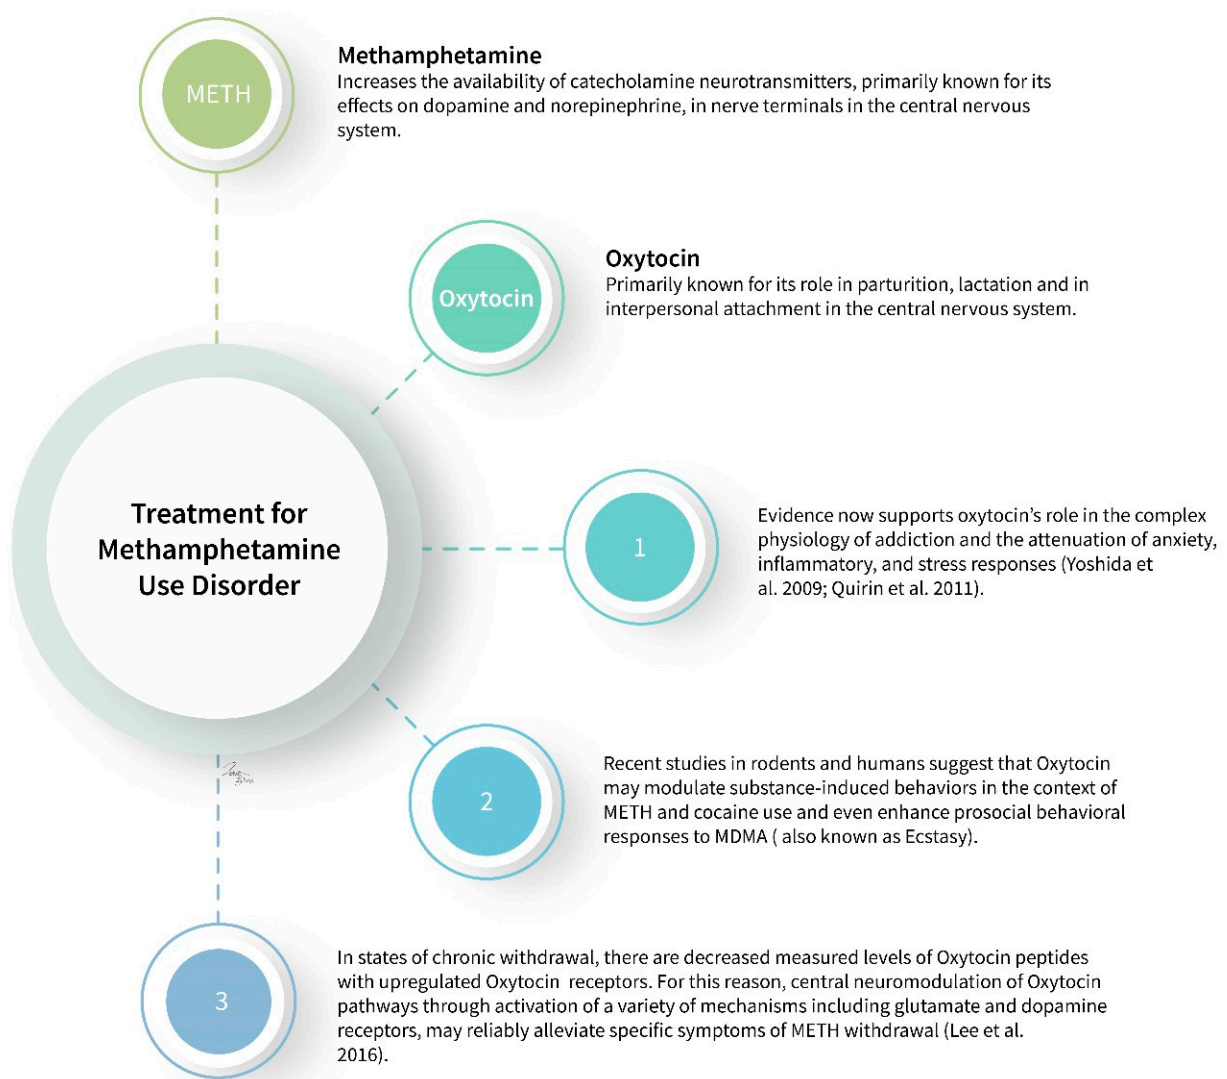 METH
Methamphetamine
Increases the availability of catecholamine neurotransmitters, primarily known for its
effects on dopamine and norepinephrine, in nerve terminals in the central nervous
system.
Oxytocin
Oxytocin
Primarily known for its role in parturition, lactation and in
interpersonal attachment in the central nervous system.
Treatment for
Methamphetamine
Use Disorder
1
Evidence now supports oxytocin’s role in the complex
physiology of addiction and the attenuation of anxiety,
inflammatory, and stress responses (Yoshida et
al. 2009; Quirin et al. 2011).
2
Recent studies in rodents and humans suggest that Oxytocin
may modulate substance-induced behaviors in the context of
METH and cocaine use and even enhance prosocial behavioral
responses to MDMA ( also known as Ecstasy).
3
In states of chronic withdrawal, there are decreased measured levels of Oxytocin peptides
with upregulated Oxytocin receptors. For this reason, central neuromodulation of Oxytocin
pathways through activation of a variety of mechanisms including glutamate and dopamine
receptors, may reliably alleviate specific symptoms of METH withdrawal (Lee et al.
2016).